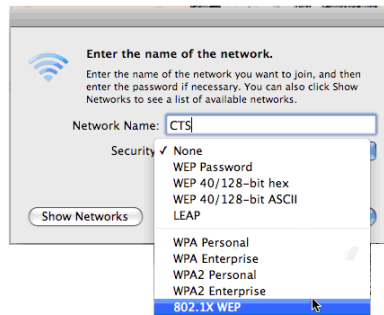 Enter the name of the network.
Enter the name of the network you want to join, and then
enter the password if necessary. You can also click Show
Networks to see a list of available networks.
Network Name: CTS
Security ✓ None
WEP Password
WEP 40/128-bit hex
WEP 40/128-bit ASCII
LEAP
Show Networks
WPA Personal
WPA Enterprise
WPA2 Personal
WPA2 Enterprise
802.1X WEP